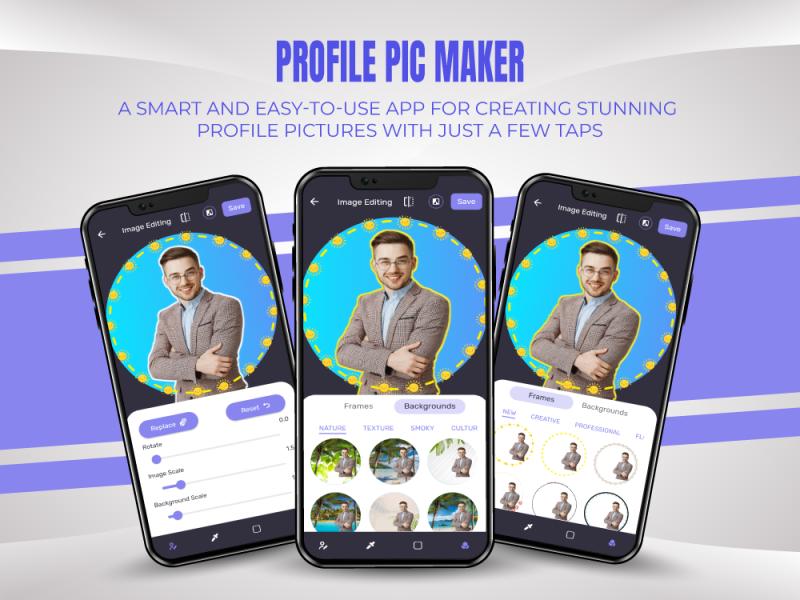 PROFILE PIC MAKER
A SMART AND EASY-TO-USE APP FOR CREATING STUNNING
PROFILE PICTURES WITH JUST A FEW TAPS
Image Editing Save
Replace Reset
Rotate 0.0
Image Scale 1.5
Background Scale
Image Editing Save
Frames Backgrounds
NATURE TEXTURE SMOKY CULTUR
Image Editing Save
Frames Backgrounds
NEW CREATIVE PROFESSIONAL FL